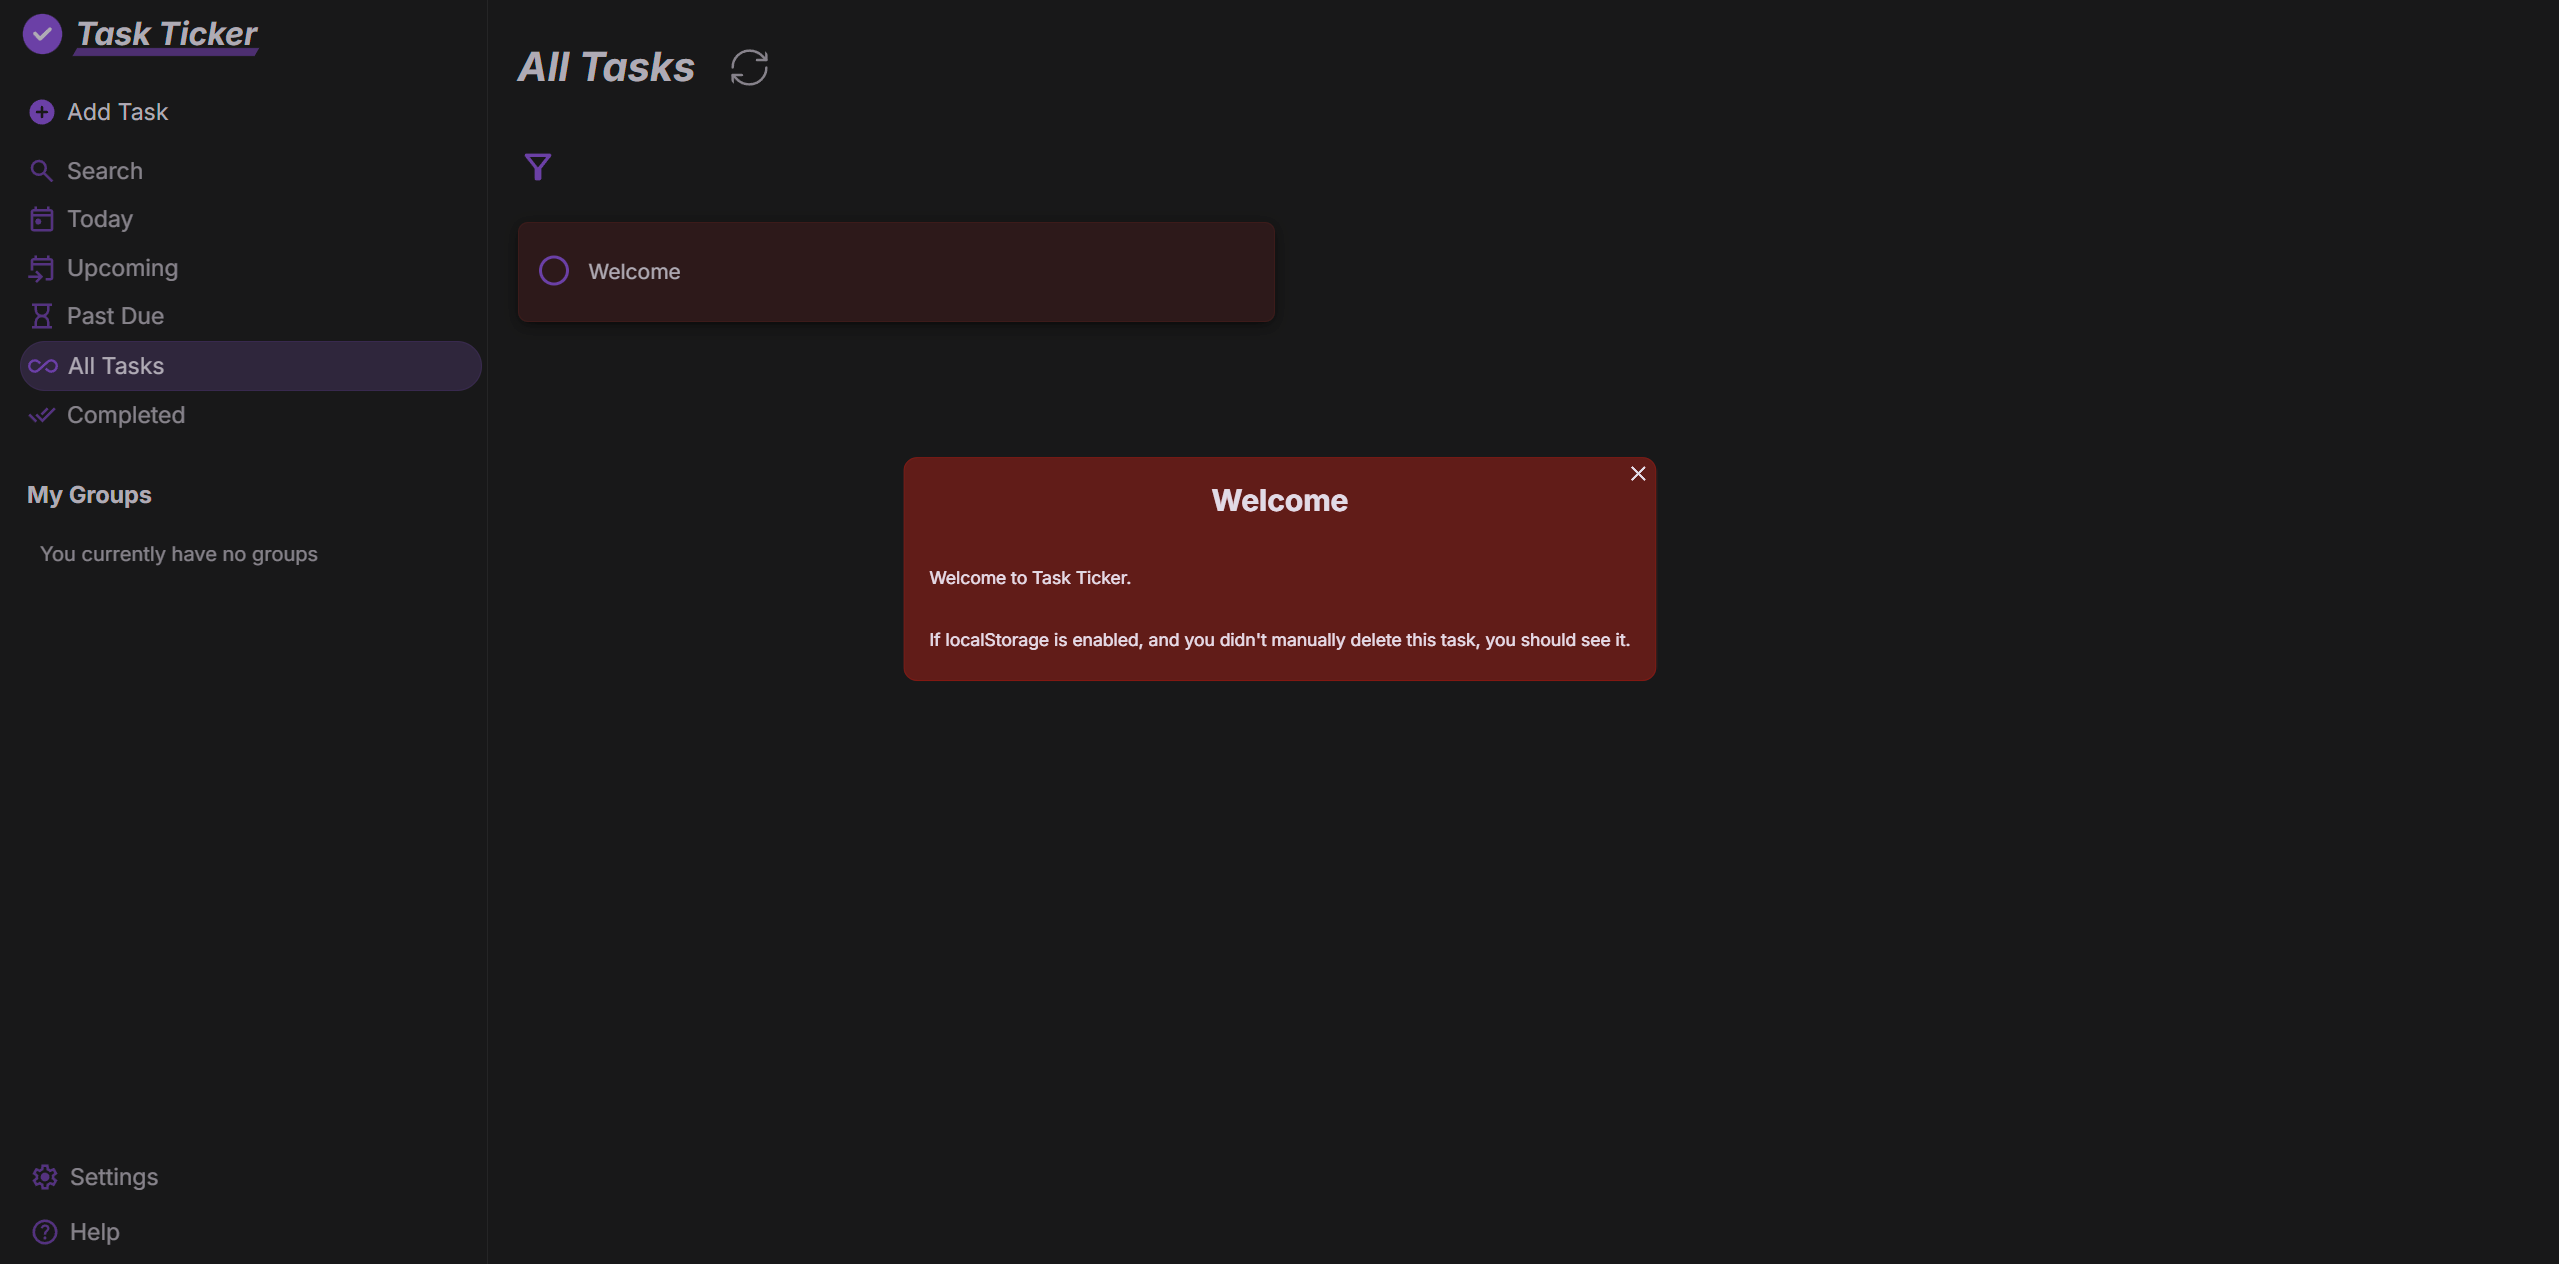 Task Ticker
Add Task
Search
Today
Upcoming
Past Due
All Tasks
Completed
My Groups
You currently have no groups
Settings
Help
All Tasks
Welcome
Welcome
Welcome to Task Ticker.
If localStorage is enabled, and you didn't manually delete this task, you should see it.